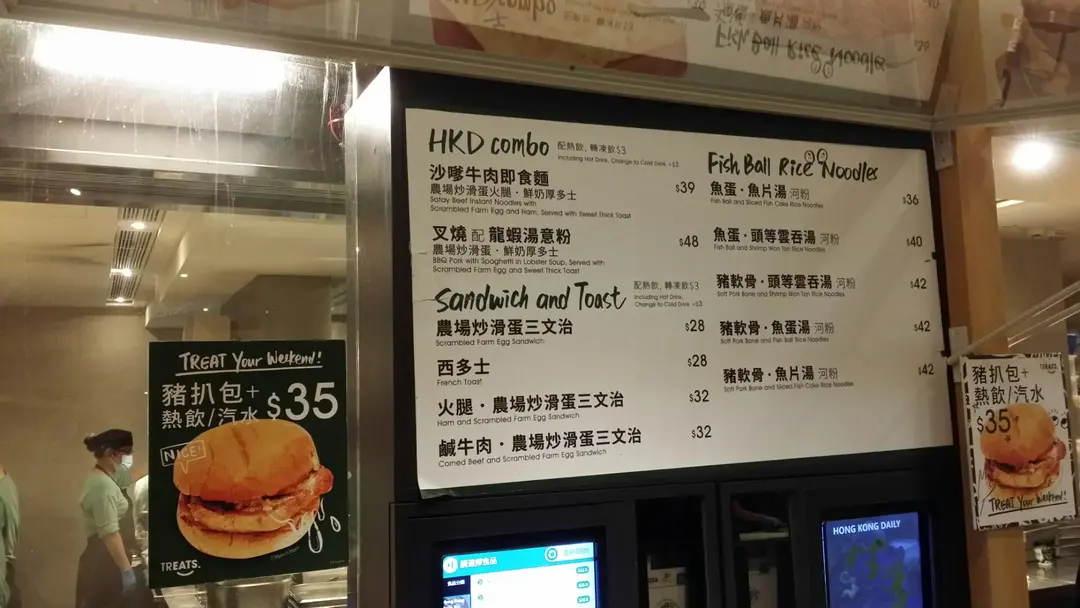 HKD combo 配熱飲, 轉凍飲$3
Including Hot Drink, Change to Cold Drink, +$3
沙嗲牛肉即食麵 $39
農場炒滑蛋火腿・鮮奶厚多士
Satay Beef Instant Noodles with
Scrambled Farm Egg and Ham, Served with Sweet Thick Toast
叉燒 配 龍蝦湯意粉 $48
農場炒滑蛋・鮮奶厚多士
BBQ Pork with Spaghetti in Lobster Soup, Served with
Scrambled Farm Egg and Sweet Thick Toast
Sandwich and Toast 配熱飲, 轉凍飲$3
Including Hot Drink,
Change to Cold Drink, +$3
農場炒滑蛋三文治 $28
Scrambled Farm Egg Sandwich
西多士 $28
French Toast
火腿・農場炒滑蛋三文治 $32
Ham and Scrambled Farm Egg Sandwich
鹹牛肉・農場炒滑蛋三文治 $32
Corned Beef and Scrambled Farm Egg Sandwich
Fish Ball Rice Noodles
魚蛋・魚片湯 河粉 $36
Fish Ball and Sliced Fish Cake Rice Noodles
魚蛋・頭等雲吞湯 河粉 $40
Fish Ball and Shrimp Won Ton Rice Noodles
豬軟骨・頭等雲吞湯 河粉 $42
Soft Pork Bone and Shrimp Won Ton Rice Noodles
豬軟骨・魚蛋湯 河粉 $42
Soft Pork Bone and Fish Ball Rice Noodles
豬軟骨・魚片湯 河粉 $42
Soft Pork Bone and Sliced Fish Cake Rice Noodles
TREAT Your Weekend!
豬扒包+
熱飲/汽水 $35
NICE!
TREATS.
TREATS.
豬扒包+
熱飲/汽水
$35
TREAT Your Weekend!
HONG KONG DAILY